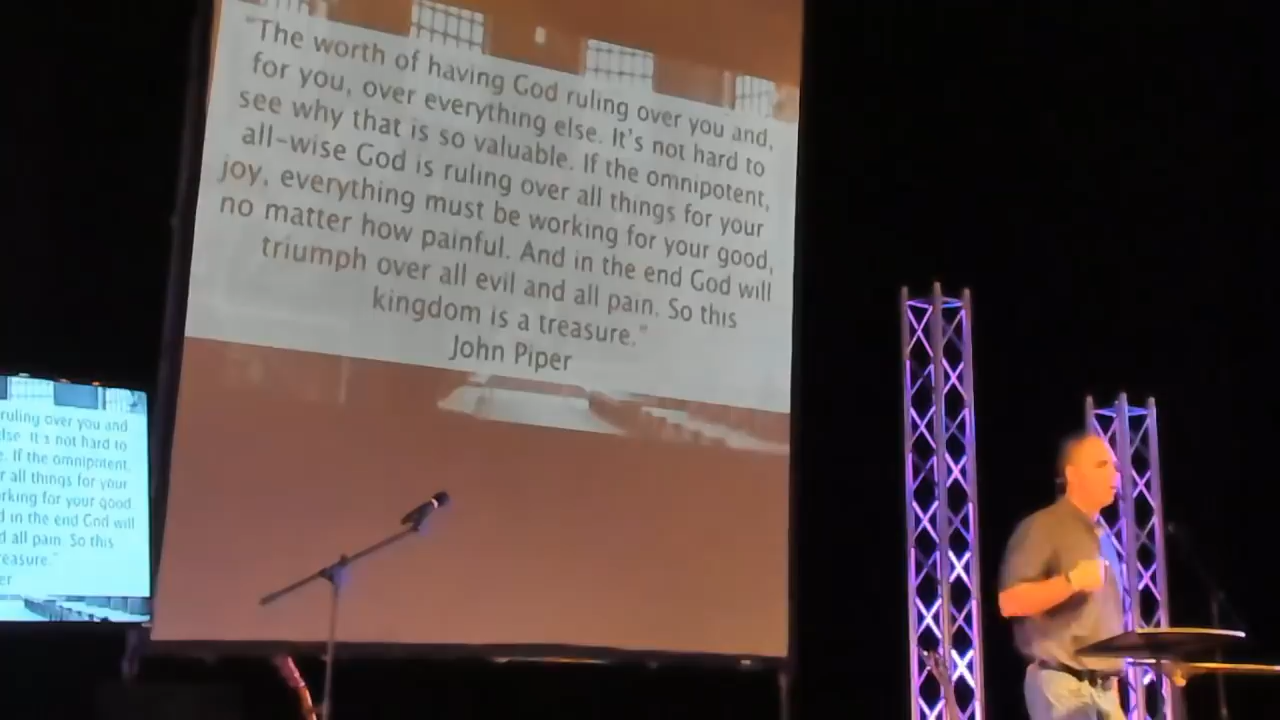 "The worth of having God ruling over you and,
for you, over everything else. It's not hard to
see why that is so valuable. If the omnipotent,
all-wise God is ruling over all things for your
joy, everything must be working for your good,
no matter how painful. And in the end God will
triumph over all evil and all pain. So this
kingdom is a treasure."
John Piper
ruling over you and
lse. It's not hard to
e. If the omnipotent,
r all things for your
rking for your good,
d in the end God will
d all pain. So this
easure."
er